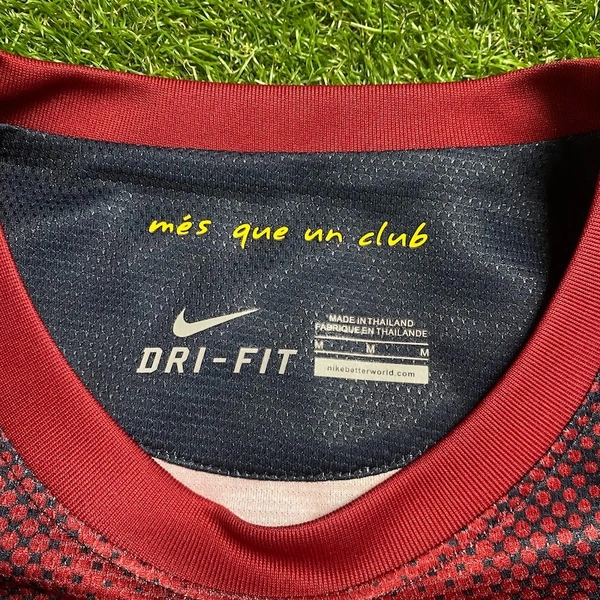 més que un club
DRI-FIT
MADE IN THAILAND
FABRIQUE EN THAILANDE
M M M
nikebetterworld.com